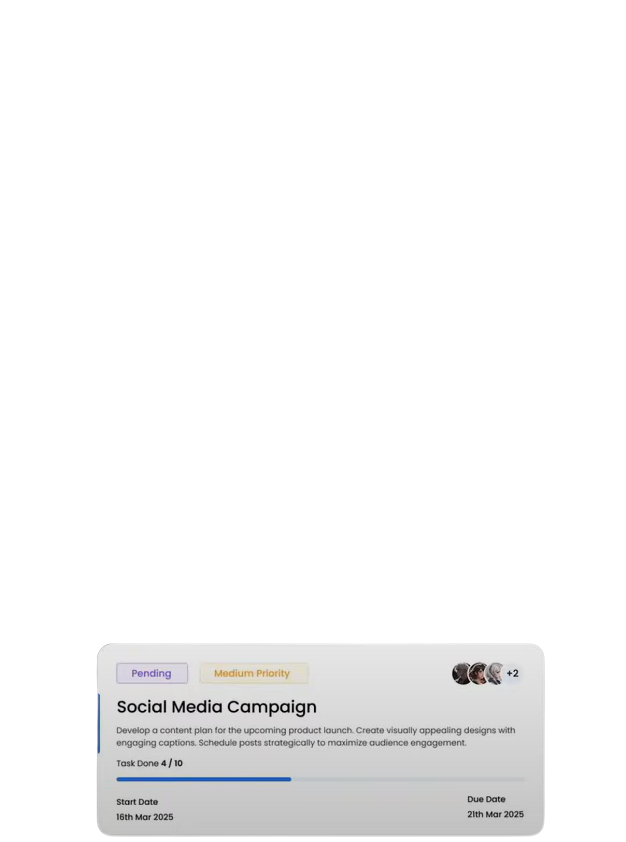 Pending
Medium Priority
+2
Social Media Campaign
Develop a content plan for the upcoming product launch. Create visually appealing designs with
engaging captions. Schedule posts strategically to maximize audience engagement.
Task Done 4 / 10
Start Date
16th Mar 2025
Due Date
21th Mar 2025